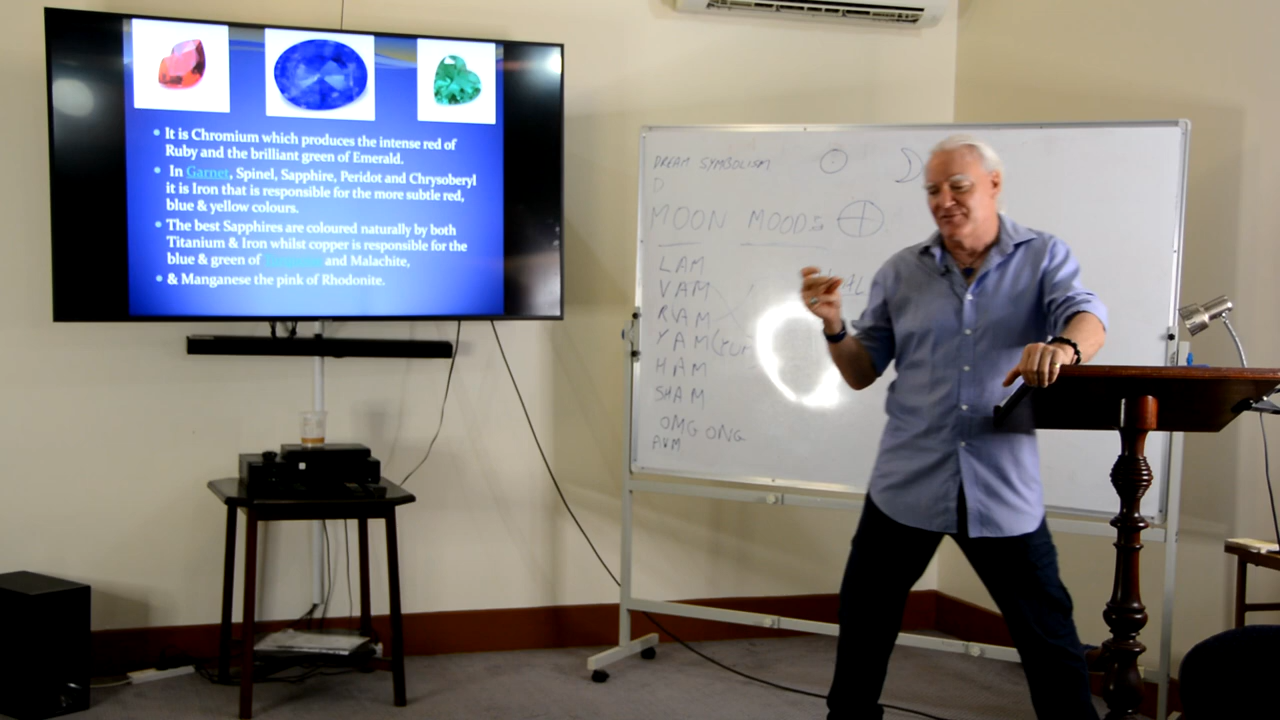 It is Chromium which produces the intense red of
Ruby and the brilliant green of Emerald.
In Garnet, Spinel, Sapphire, Peridot and Chrysoberyl
it is Iron that is responsible for the more subtle red,
blue & yellow colours.
The best Sapphires are coloured naturally by both
Titanium & Iron whilst copper is responsible for the
blue & green of and Malachite,
& Manganese the pink of Rhodonite.
DREAM SYMBOLISM
D
MOON MOODS
LAM
VAM
RAM
YAM
HAM
SHAM
OMG ONG